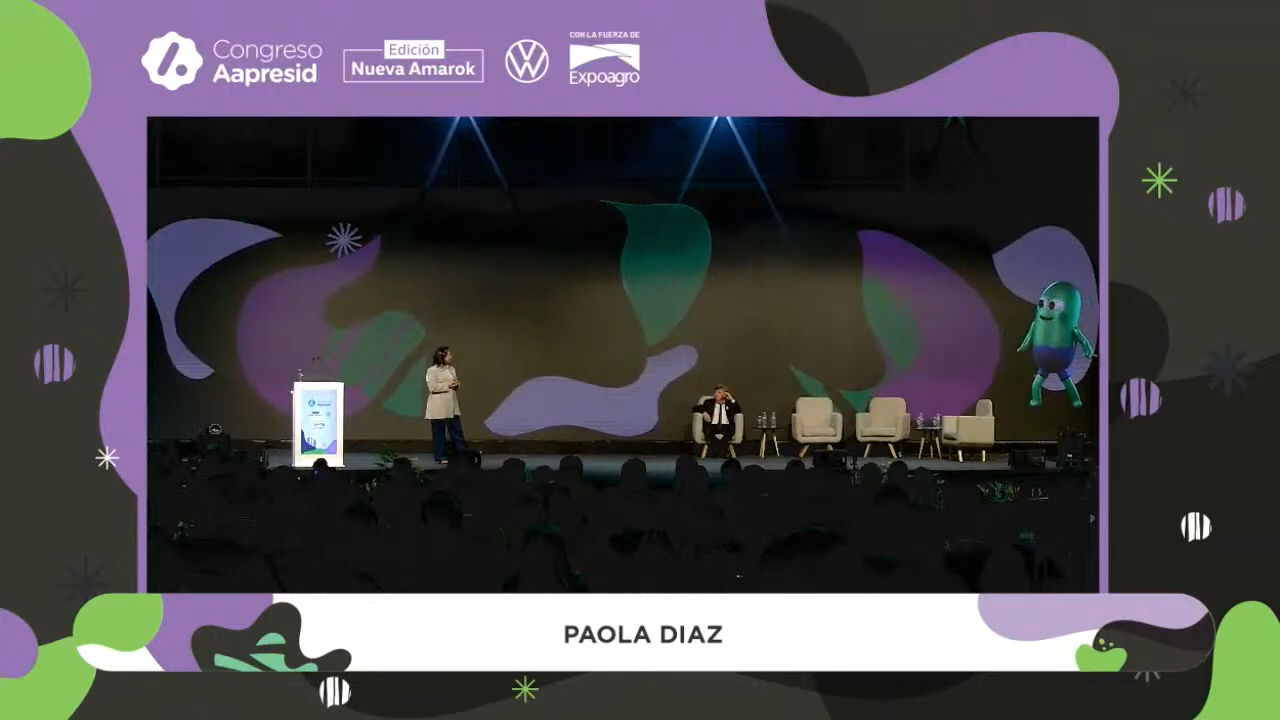 Congreso
Aapresid
Edición
Nueva Amarok
CON LA FUERZA DE
Expoagro
PAOLA DIAZ